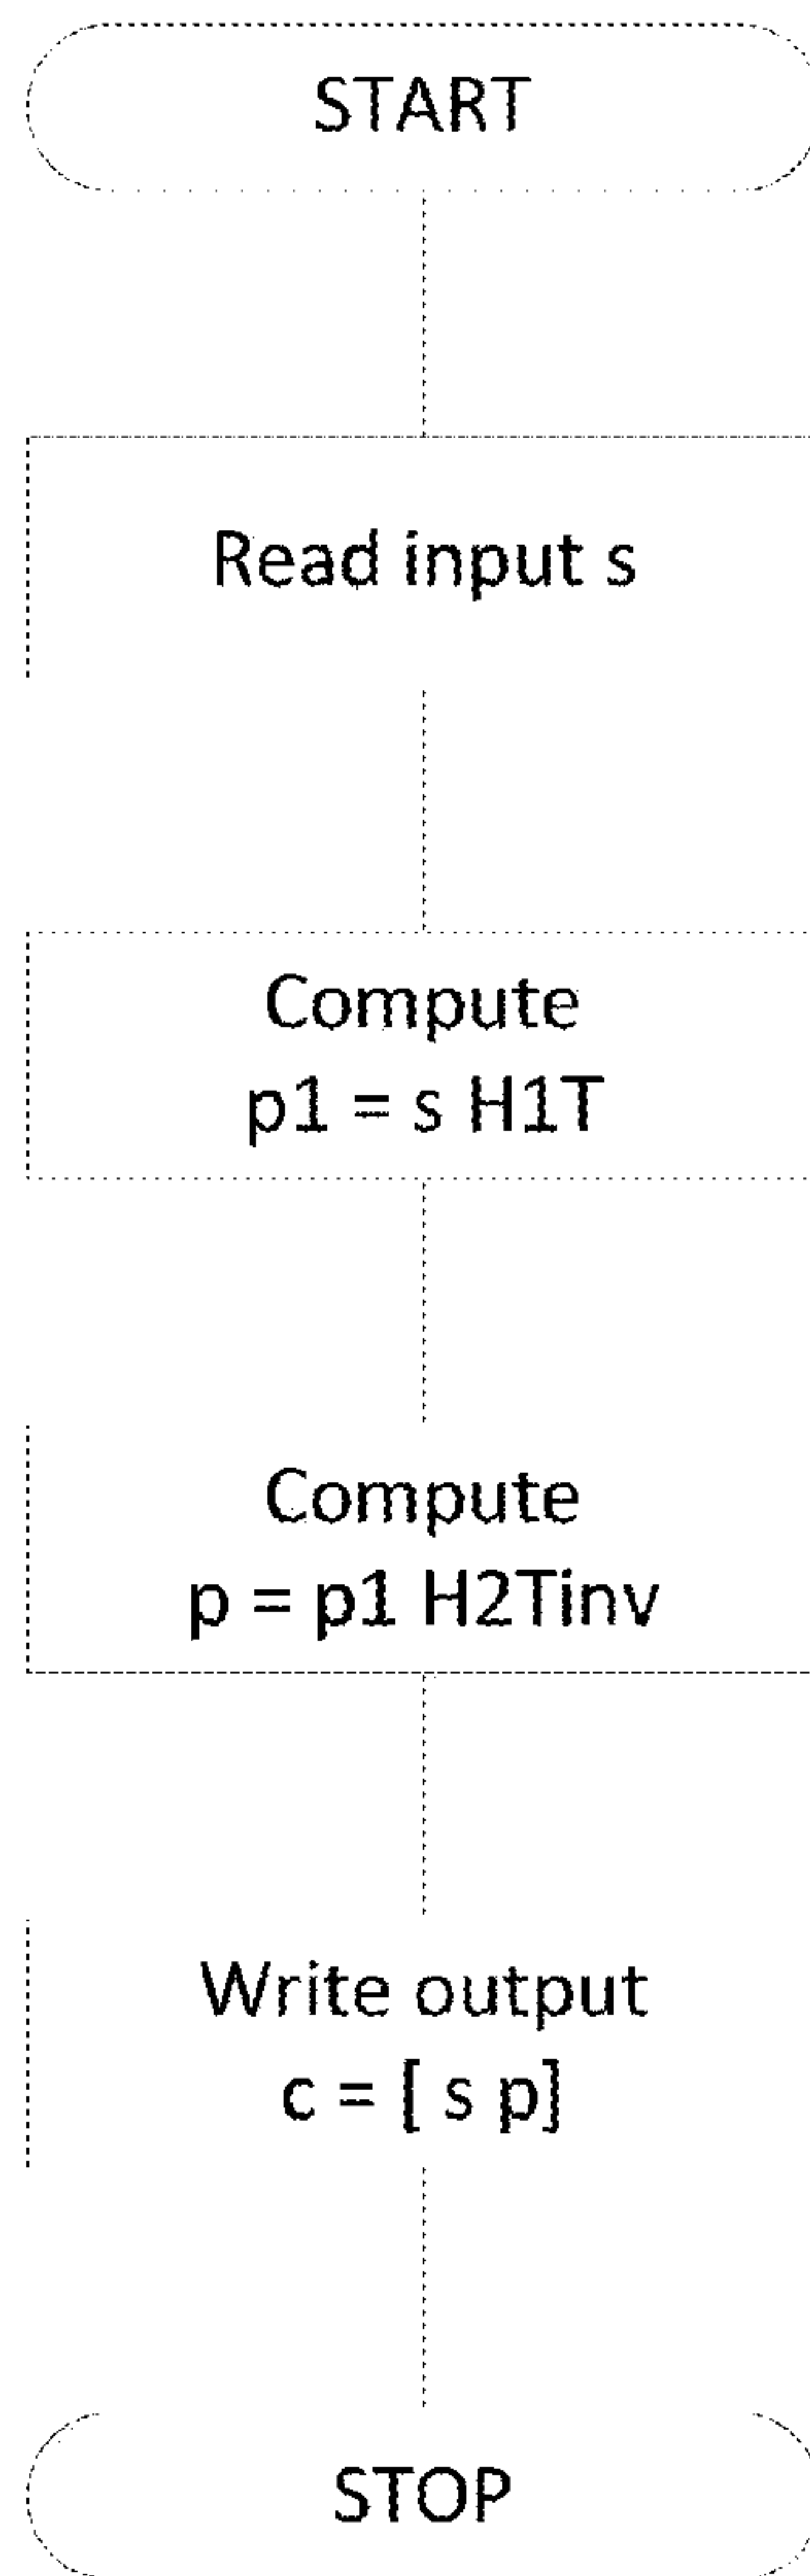 START
Read input s
Compute
p1 = s H1T
Compute
p = p1 H2Tinv
Write output
c = [ s p]
STOP